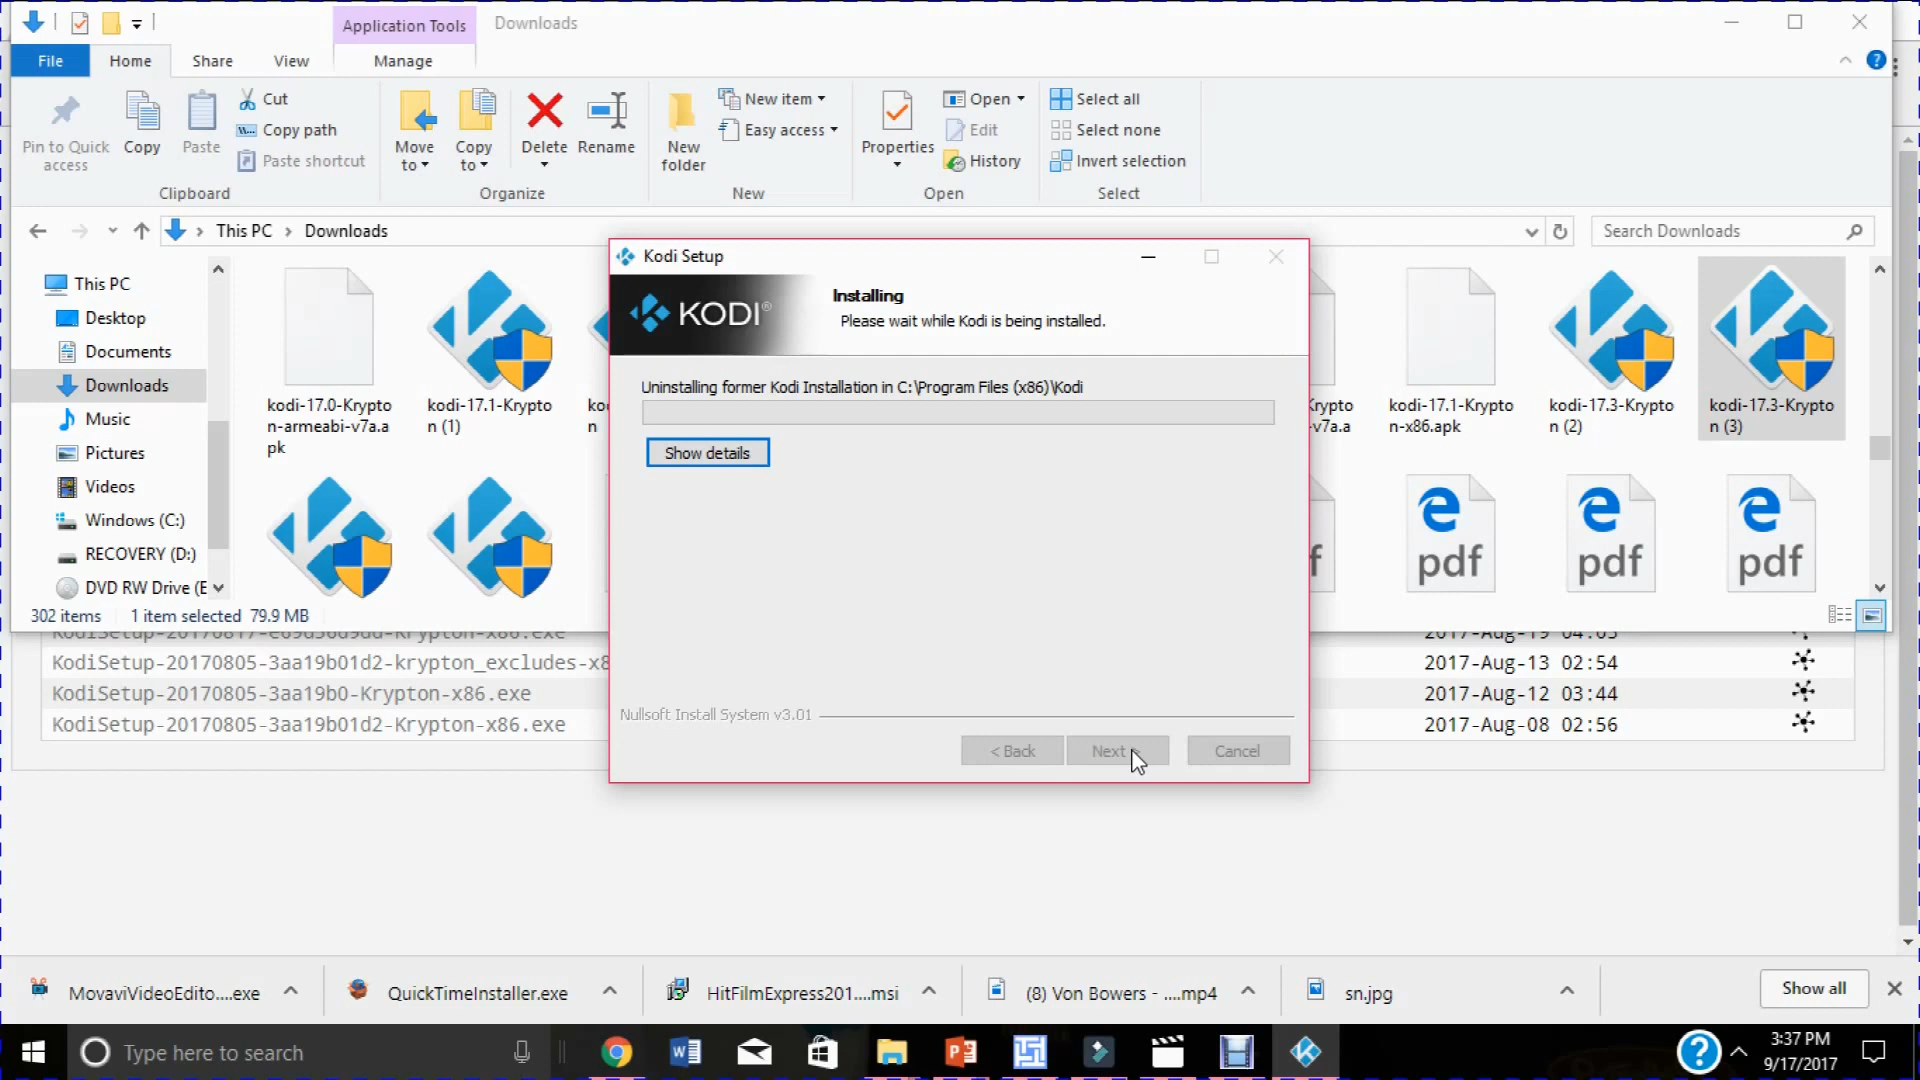 Application Tools
Downloads
File
Home
Share
View
Manage
Pin to Quick access
Copy
Paste
Cut
Copy path
Paste shortcut
Clipboard
Move to
Copy to
Delete
Rename
Organize
New folder
New item
Easy access
New
Properties
Open
Edit
History
Open
Select all
Select none
Invert selection
Select
This PC
Downloads
Search Downloads
This PC
Desktop
Documents
Downloads
Music
Pictures
Videos
Windows (C:)
RECOVERY (D:)
DVD RW Drive (E
kodi-17.0-Krypto
n-armeabi-v7a.a
pk
kodi-17.1-Krypto
n (1)
ko
n
Kodi Setup
KODI®
Installing
Please wait while Kodi is being installed.
Uninstalling former Kodi Installation in C:\Program Files (x86)\Kodi
Show details
Nullsoft Install System v3.01
< Back
Next >
Cancel
Krypto
-v7a.a
kodi-17.1-Krypto
n-x86.apk
kodi-17.3-Krypto
n (2)
kodi-17.3-Krypto
n (3)
f
pdf
pdf
pdf
302 items
1 item selected 79.9 MB
KodiSetup-20170805-3aa19b01d2-krypton_excludes-x8
2017-Aug-13 02:54
KodiSetup-20170805-3aa19b0-Krypton-x86.exe
2017-Aug-12 03:44
KodiSetup-20170805-3aa19b01d2-Krypton-x86.exe
2017-Aug-08 02:56
MovaviVideoEdito....exe
QuickTimeInstaller.exe
HitFilmExpress201....msi
(8) Von Bowers - ....mp4
sn.jpg
Show all
Type here to search
3:37 PM
9/17/2017